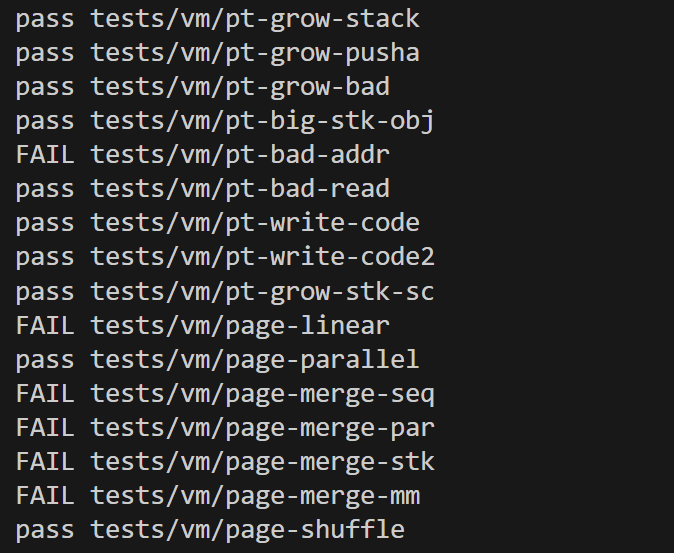 pass tests/vm/pt-grow-stack
pass tests/vm/pt-grow-pusha
pass tests/vm/pt-grow-bad
pass tests/vm/pt-big-stk-obj
FAIL tests/vm/pt-bad-addr
pass tests/vm/pt-bad-read
pass tests/vm/pt-write-code
pass tests/vm/pt-write-code2
pass tests/vm/pt-grow-stk-sc
FAIL tests/vm/page-linear
pass tests/vm/page-parallel
FAIL tests/vm/page-merge-seq
FAIL tests/vm/page-merge-par
FAIL tests/vm/page-merge-stk
FAIL tests/vm/page-merge-mm
pass tests/vm/page-shuffle